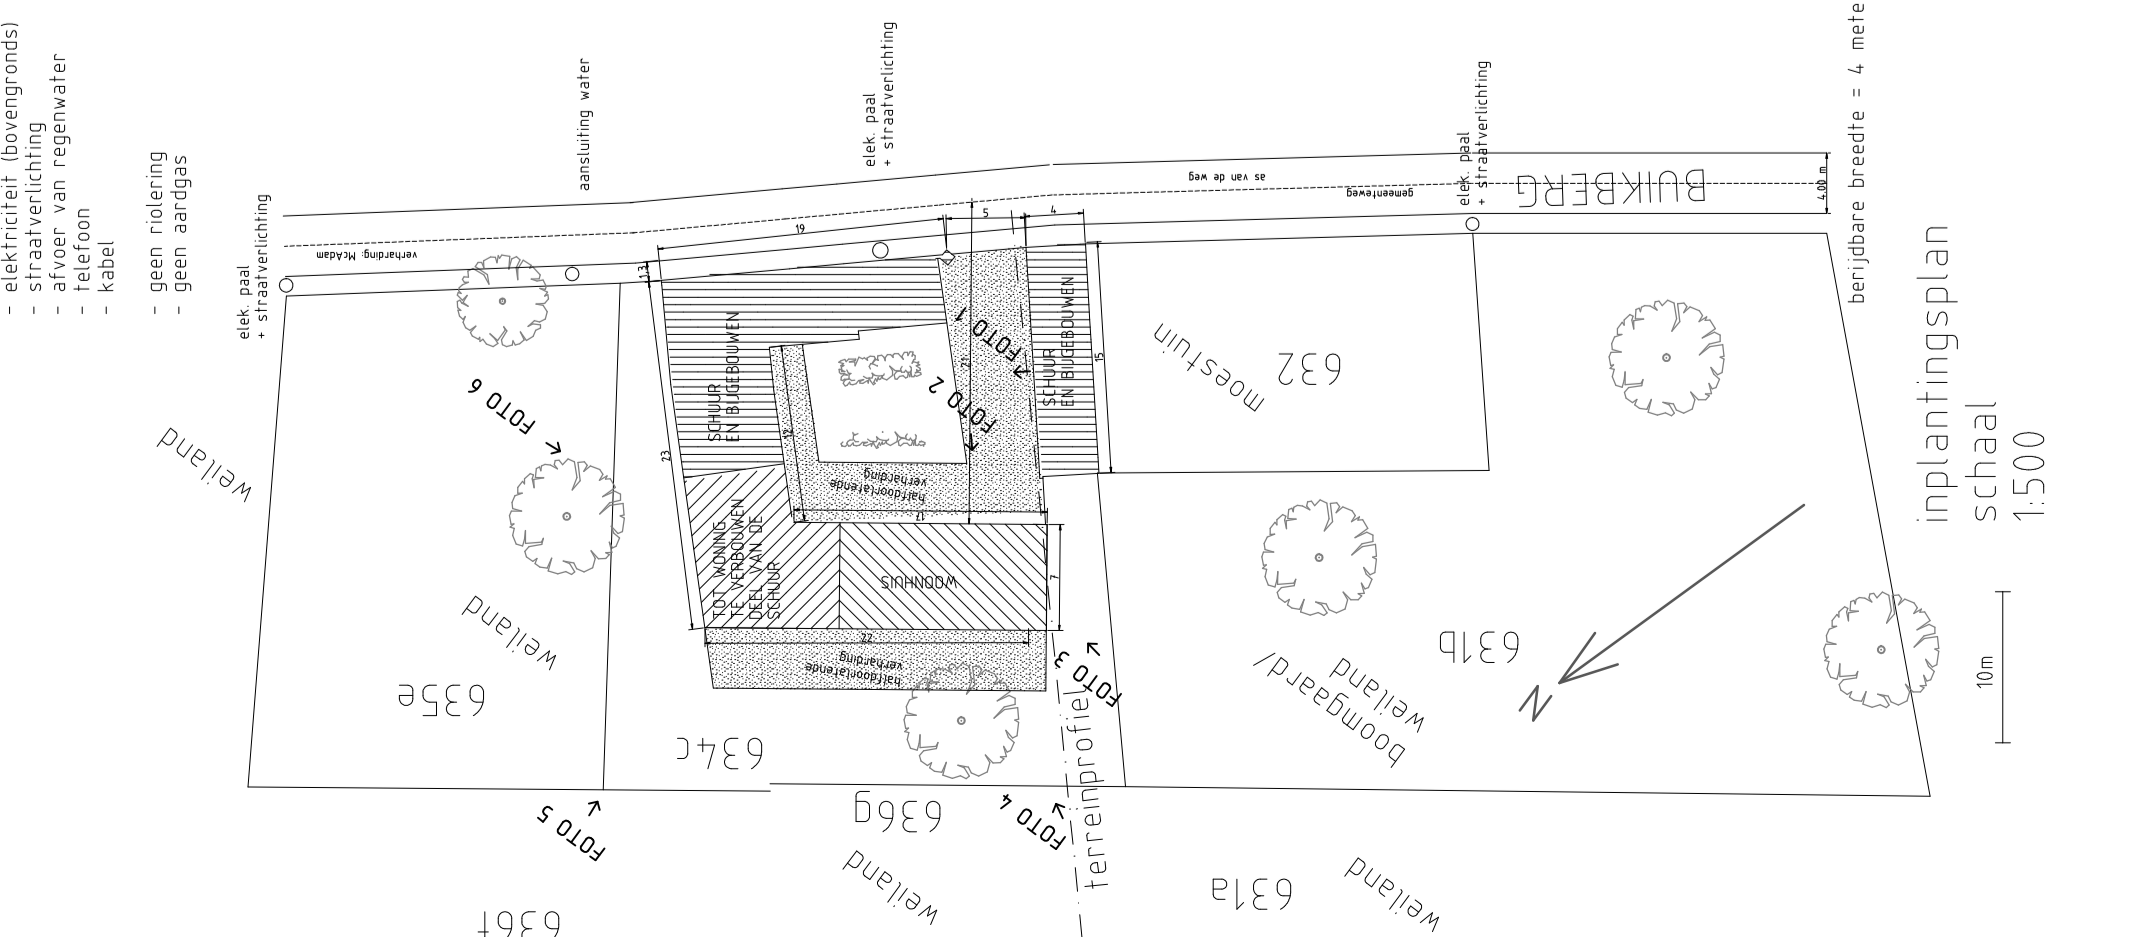 - elektriciteit (bovengronds)
- straatverlichting
- afvoer van regenwater
- telefoon
- kabel
- geen riolering
- geen aardgas
elek. paal
+ straatverlichting
aansluiting water
elek. paal
+ straatverlichting
elek. paal
+ straatverlichting
berijdbare breedte = 4 mete
inplantingsplan
schaal
1:500
10m
BUIKBERG
4.00 m
as van de weg
gemeenteweg
verharding: McAdam
19
5
4
1.3
23
12
21
15
17
7
22
SCHUUR
EN BIJGEBOUWEN
SCHUUR
EN BIJGEBOUWEN
TOT WONING
TE VERBOUWEN
DEEL VAN DE
SCHUUR
WOONHUIS
halfdoorlatende
verharding
halfdoorlatende
verharding
FOTO 1
FOTO 2
FOTO 3
FOTO 4
FOTO 5
FOTO 6
moestuin
632
631b
boomgaard/
weiland
N
weiland
weiland
635e
634c
636g
weiland
631a
weiland
636f
terreinprofiel